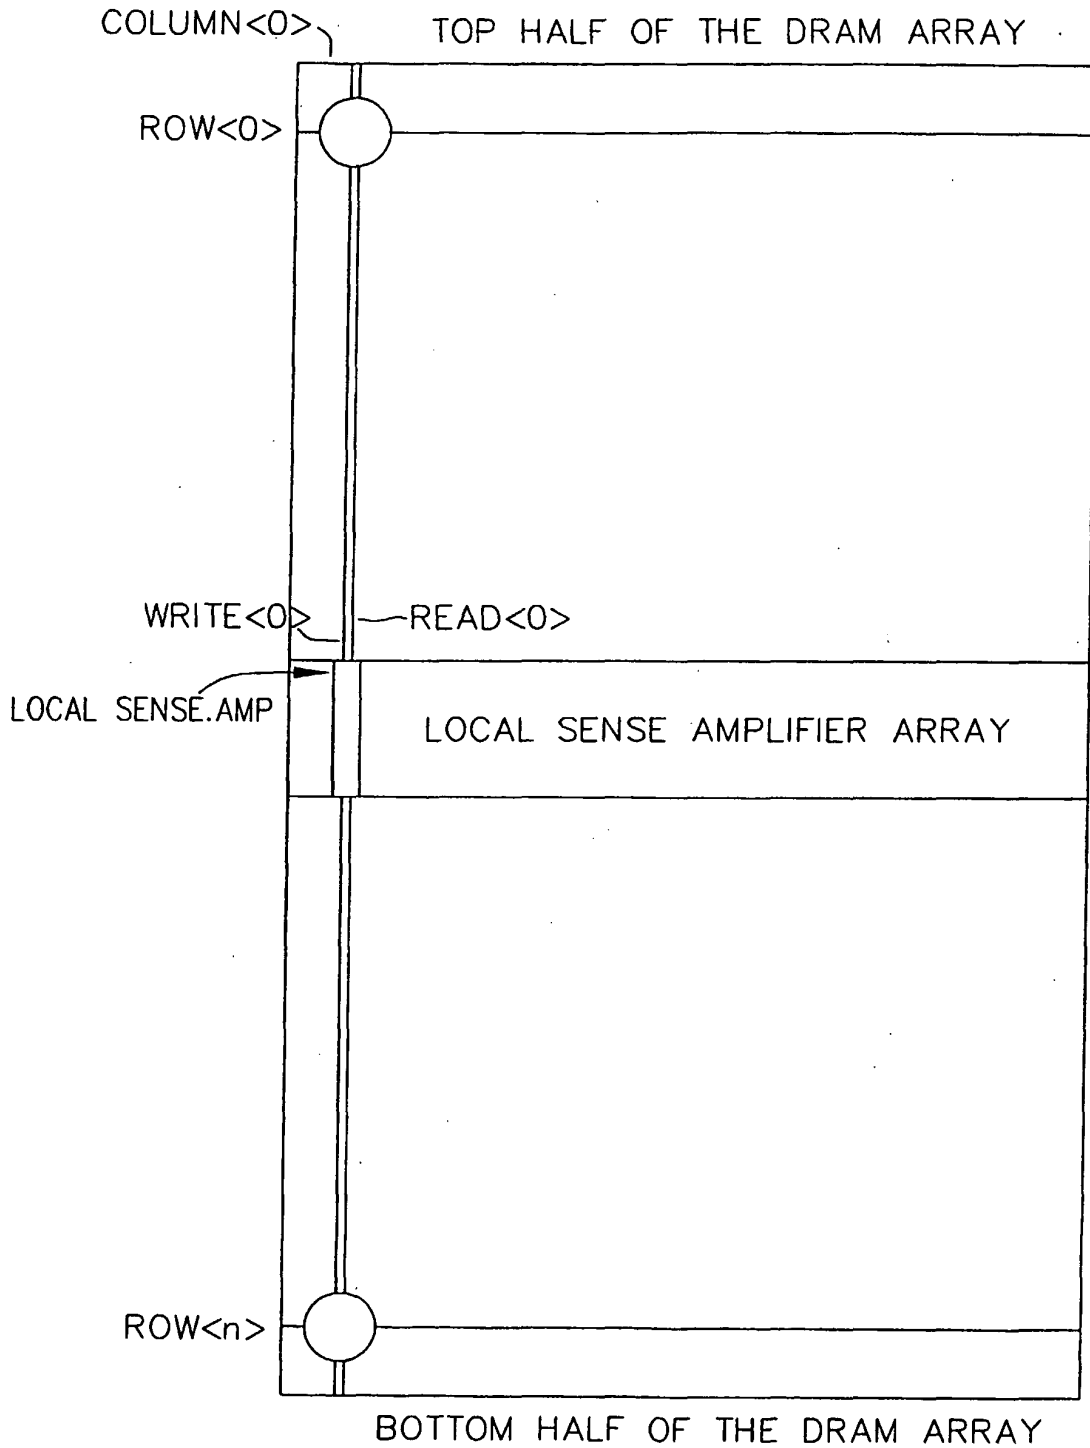 COLUMN<0>
TOP HALF OF THE DRAM ARRAY
ROW<0>
WRITE<0>
READ<0>
LOCAL SENSE.AMP
LOCAL SENSE AMPLIFIER ARRAY
ROW<n>
BOTTOM HALF OF THE DRAM ARRAY